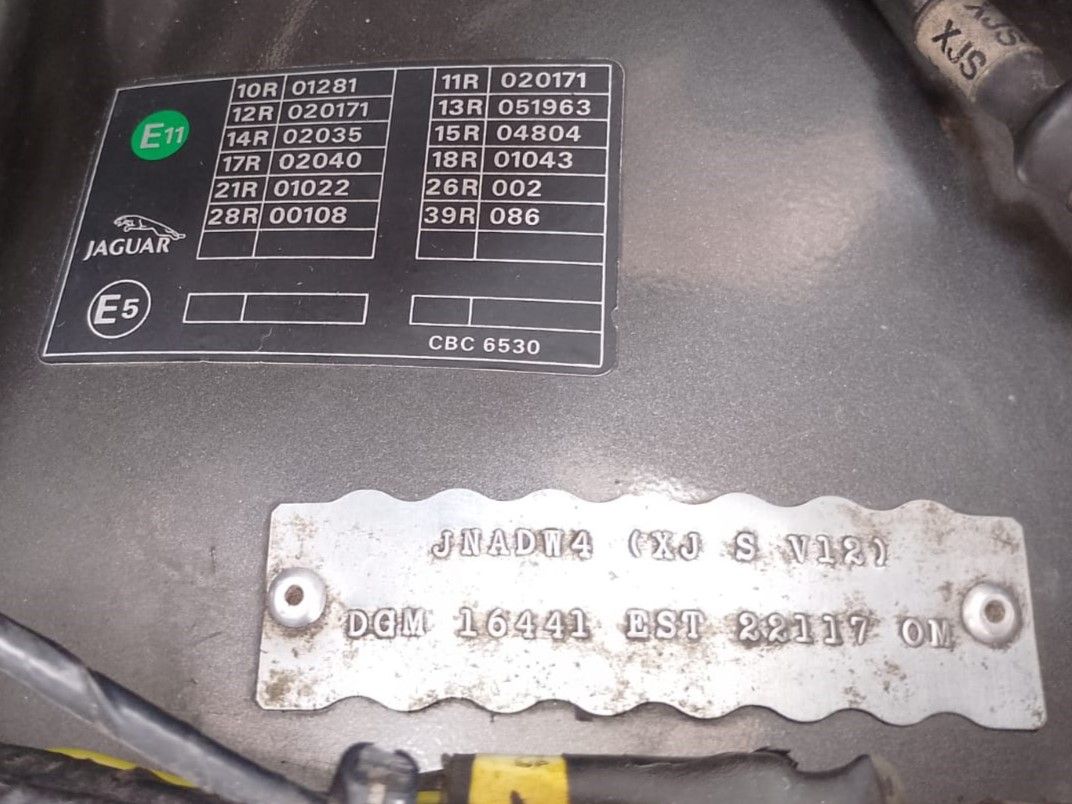 XJS
XJS
10R 01281 11R 020171
12R 020171 13R 051963
E11 14R 02035 15R 04804
17R 02040 18R 01043
21R 01022 26R 002
28R 00108 39R 086
JAGUAR
E5
CBC 6530
JNADW4 (XJ S V12)
DGM 16441 EST 22117 OM